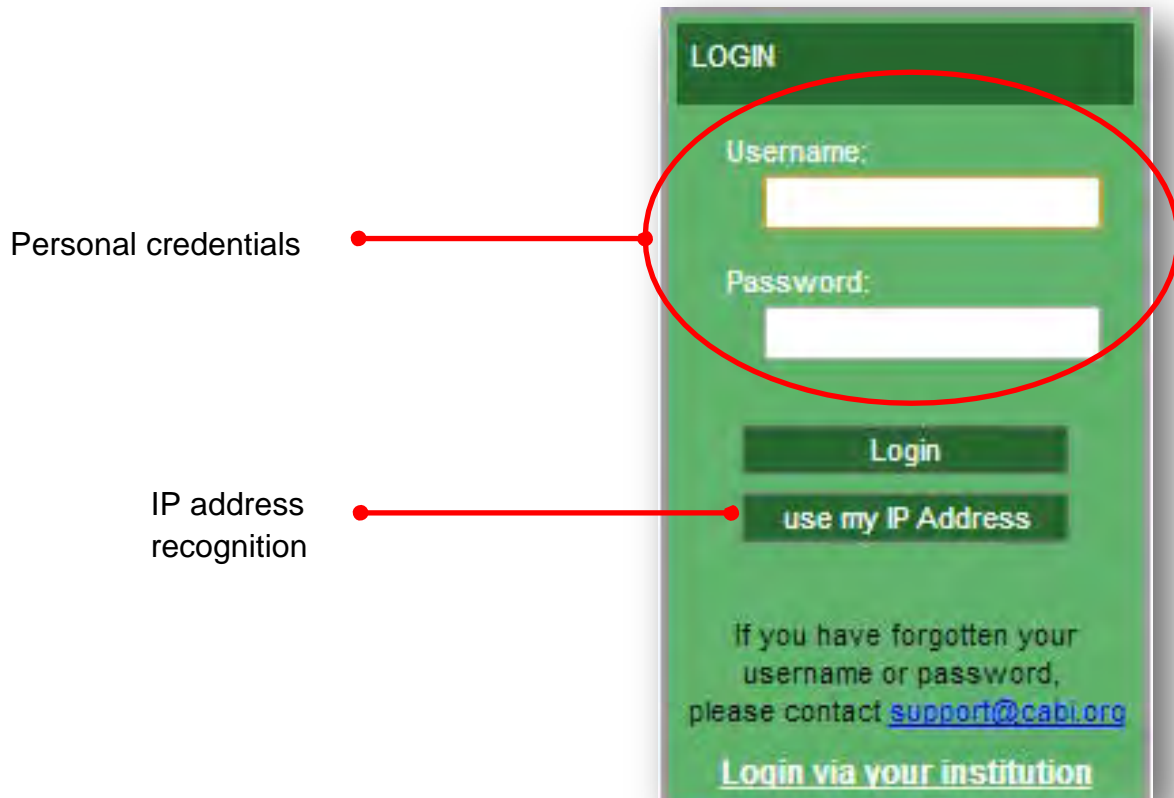 LOGIN
Username:
Personal credentials
Password:
Login
IP address
recognition
use my IP Address
If you have forgotten your
username or password,
please contact support@cabi.org
Login via your institution